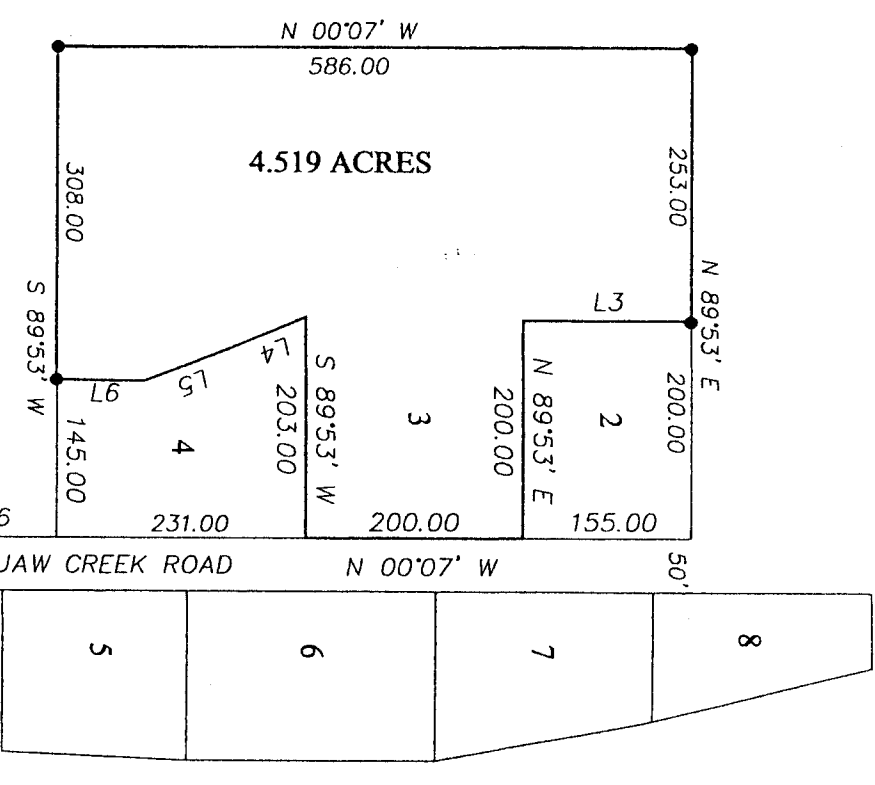 N 00°07' W
586.00
4.519 ACRES
308.00
253.00
S 89°53' W
N 89°53' E
L3
L4
L5
L6
S 89°53' W
203.00
3
200.00
N 89°53' E
2
200.00
4
145.00
6
231.00
200.00
155.00
JAW CREEK ROAD
N 00°07' W
50'
5
6
7
8